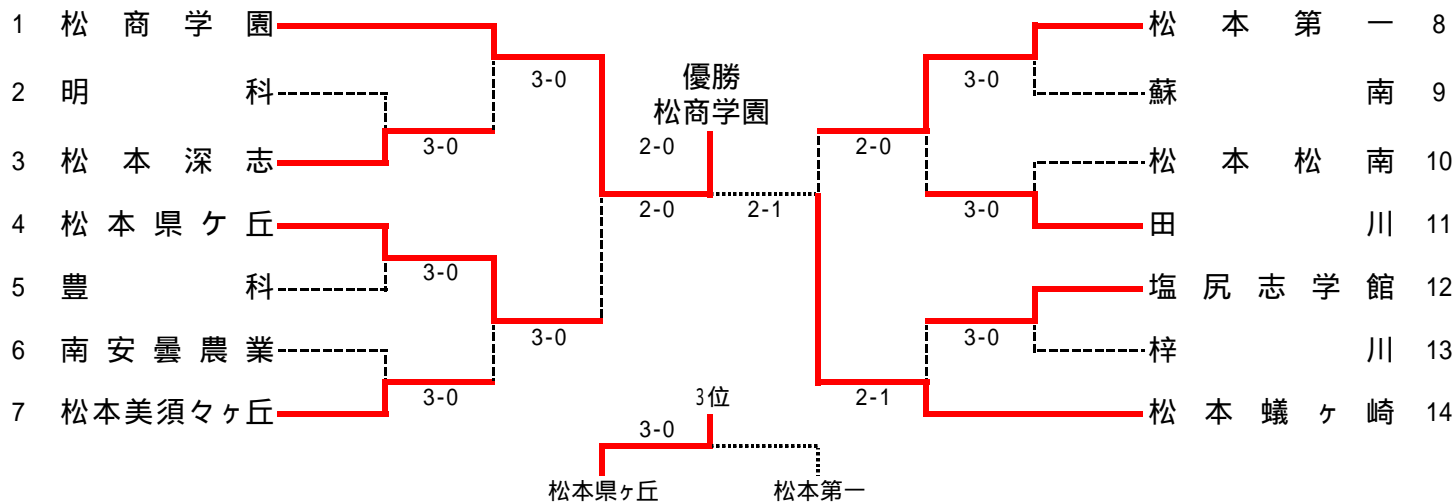 1 松商学園
2 明科
3 松本深志
4 松本県ケ丘
5 豊科
6 南安曇農業
7 松本美須々ヶ丘
3-0
3-0
3-0
3-0
3-0
優勝
松商学園
2-0
2-0
2-1
3位
3-0
松本県ヶ丘
松本第一
2-0
3-0
3-0
3-0
2-1
松本第一 8
蘇南 9
松本松南 10
田川 11
塩尻志学館 12
梓川 13
松本蟻ヶ崎 14